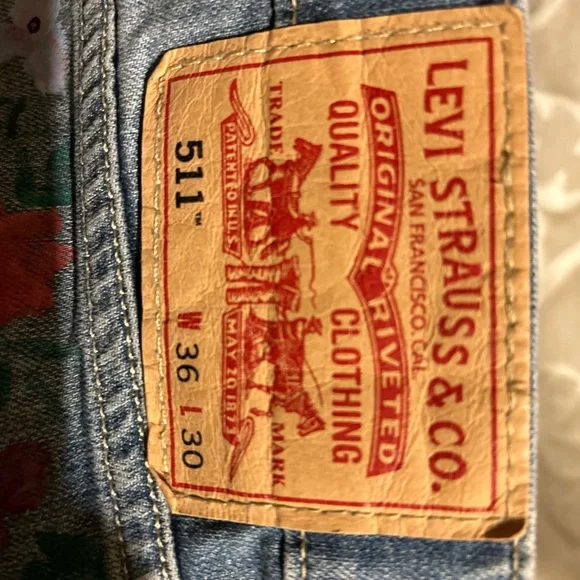 LEVI STRAUSS & CO.
SAN FRANCISCO, CAL.
ORIGINAL RIVETED
QUALITY CLOTHING
TRADE MARK
PATENTED IN U.S. MAY 20 1873
511™ W 36 L 30